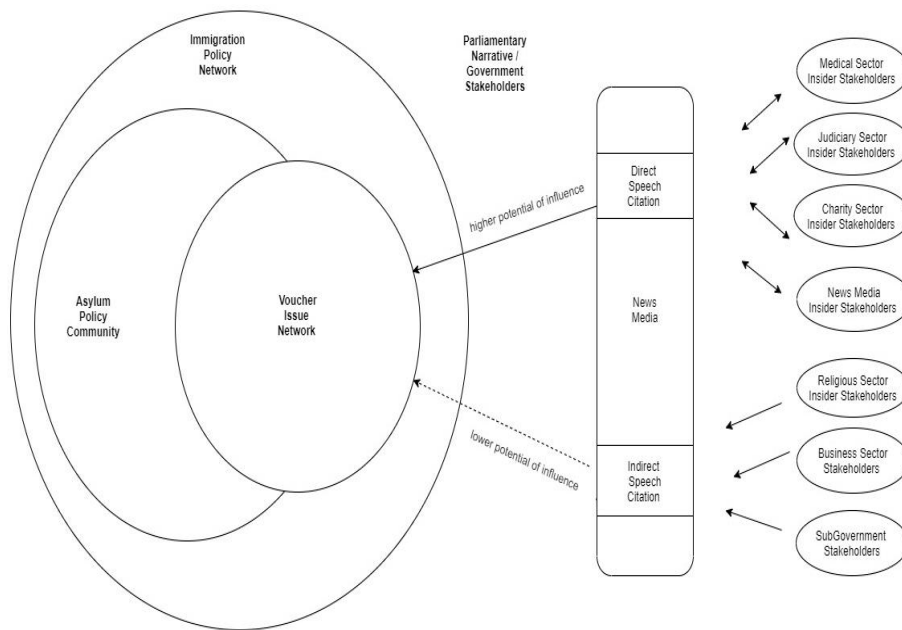 Immigration
Policy
Network
Parliamentary
Narrative /
Government
Stakeholders
Asylum
Policy
Community
Voucher
Issue
Network
higher potential of influence
lower potential of influence
Direct
Speech
Citation
News
Media
Indirect
Speech
Citation
Medical Sector
Insider Stakeholders
Judiciary Sector
Insider Stakeholders
Charity Sector
Insider Stakeholders
News Media
Insider Stakeholders
Religious Sector
Insider Stakeholders
Business Sector
Stakeholders
SubGovernment
Stakeholders